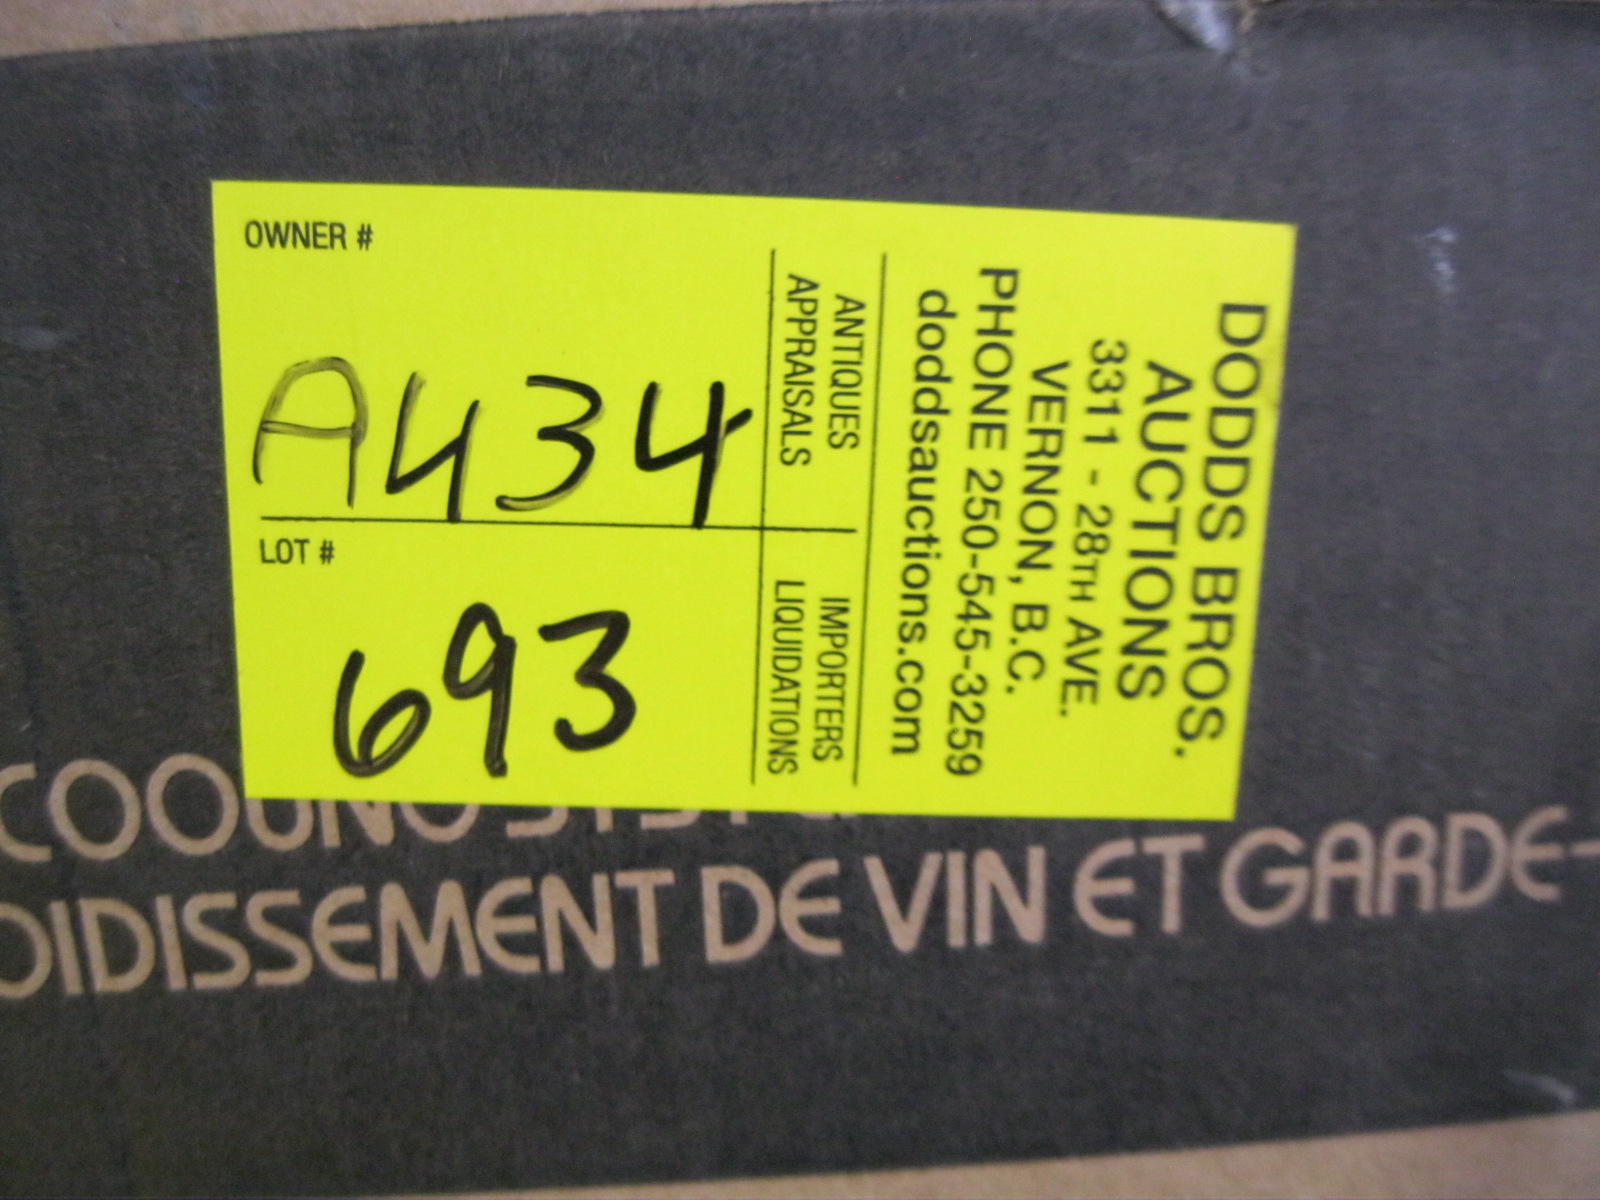 OWNER #
A434
LOT #
693
ANTIQUES
APPRAISALS
IMPORTERS
LIQUIDATIONS
DODDS BROS.
AUCTIONS
3311 - 28TH AVE.
VERNON, B.C.
PHONE 250-545-3259
doddsauctions.com
COOLING
OIDISSEMENT DE VIN ET GARDE-